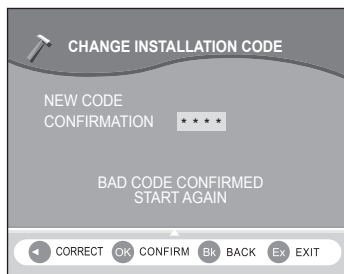 CHANGE INSTALLATION CODE
NEW CODE
CONFIRMATION * * * *
BAD CODE CONFIRMED
START AGAIN
CORRECT OK CONFIRM Bk BACK Ex EXIT